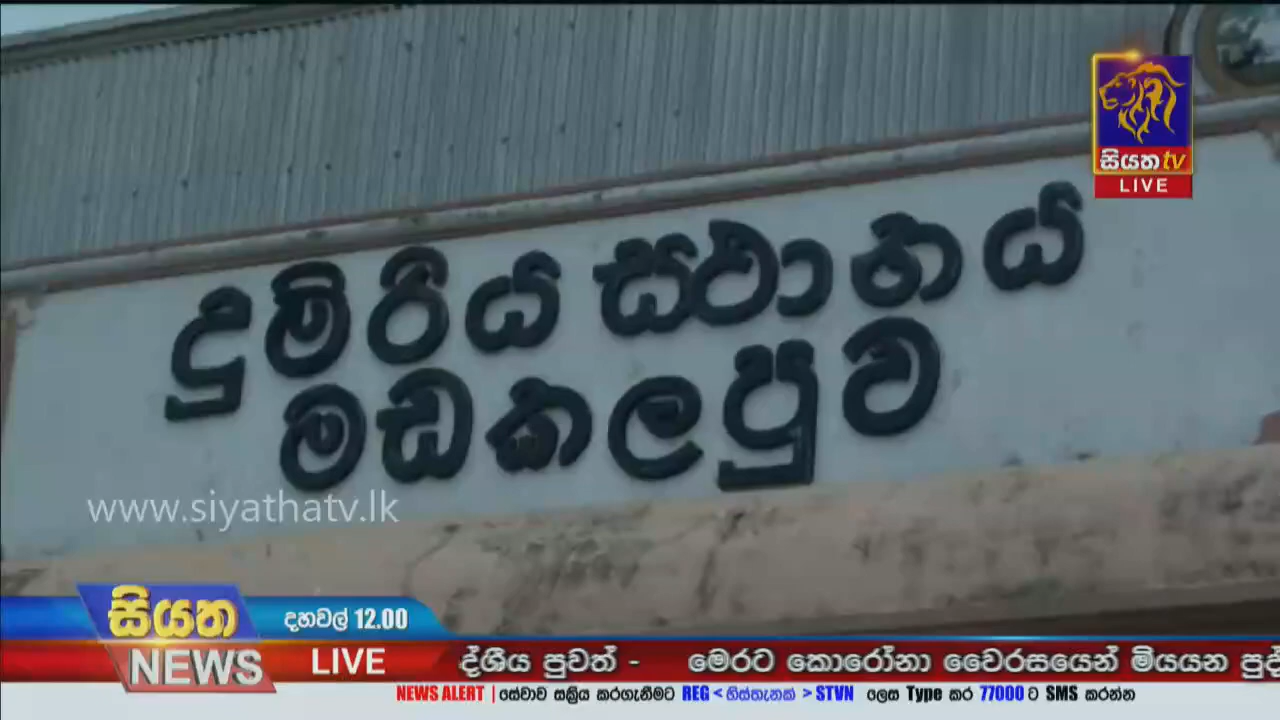 සියත tv
LIVE
දුම්රිය ස්ථානය
මඩකලපුව
www.siyathatv.lk
සියත
NEWS
දහවල් 12.00
LIVE
ද්ශීය පුවත් - මෙරට කොරෝනා වෛරසයෙන් මියයන
NEWS ALERT | සේවාව සක්‍රීය කරගැනීමට REG < හිස්තැනක් > STVN ලෙස Type කර 77000 ට SMS කරන්න